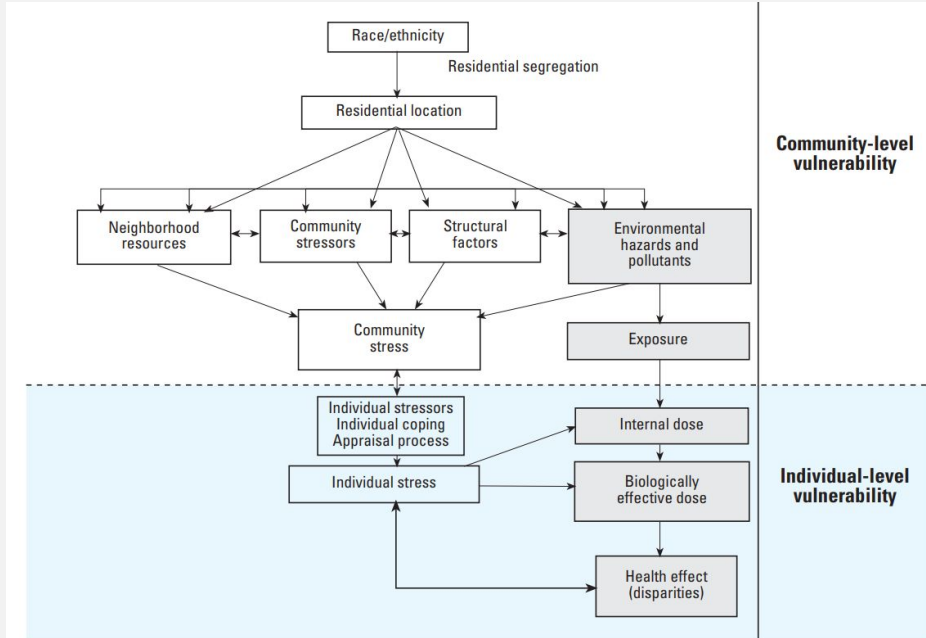 Race/ethnicity
Residential segregation
Residential location
Community-level
vulnerability
Neighborhood
resources
Community
stressors
Structural
factors
Environmental
hazards and
pollutants
Community
stress
Exposure
Individual stressors
Individual coping
Appraisal process
Internal dose
Individual stress
Biologically
effective dose
Individual-level
vulnerability
Health effect
(disparities)